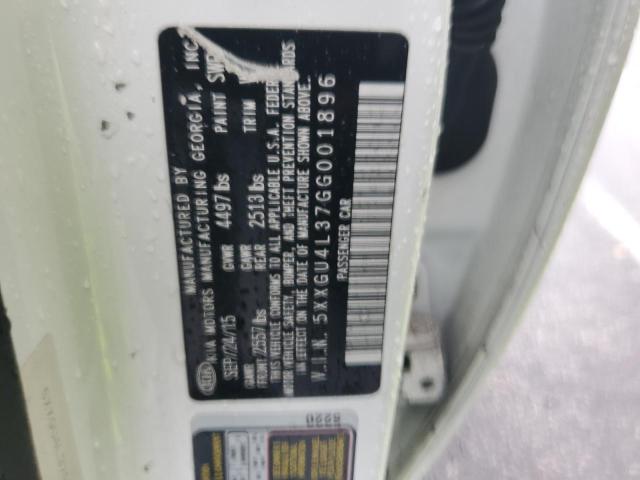 MANUFACTURED BY
KIA MOTORS MANUFACTURING GEORGIA, INC
SEP/24/15 GVWR 4497 lbs PAINT SWP
GAWR GAWR TRIM
FRONT 2557 lbs REAR 2513 lbs
THIS VEHICLE CONFORMS TO ALL APPLICABLE U.S.A. FEDERAL
MOTOR VEHICLE SAFETY, BUMPER, AND THEFT PREVENTION STANDARDS
IN EFFECT ON THE DATE OF MANUFACTURE SHOWN ABOVE.
V.I.N. 5XXGU4L37GG001896
PASSENGER CAR